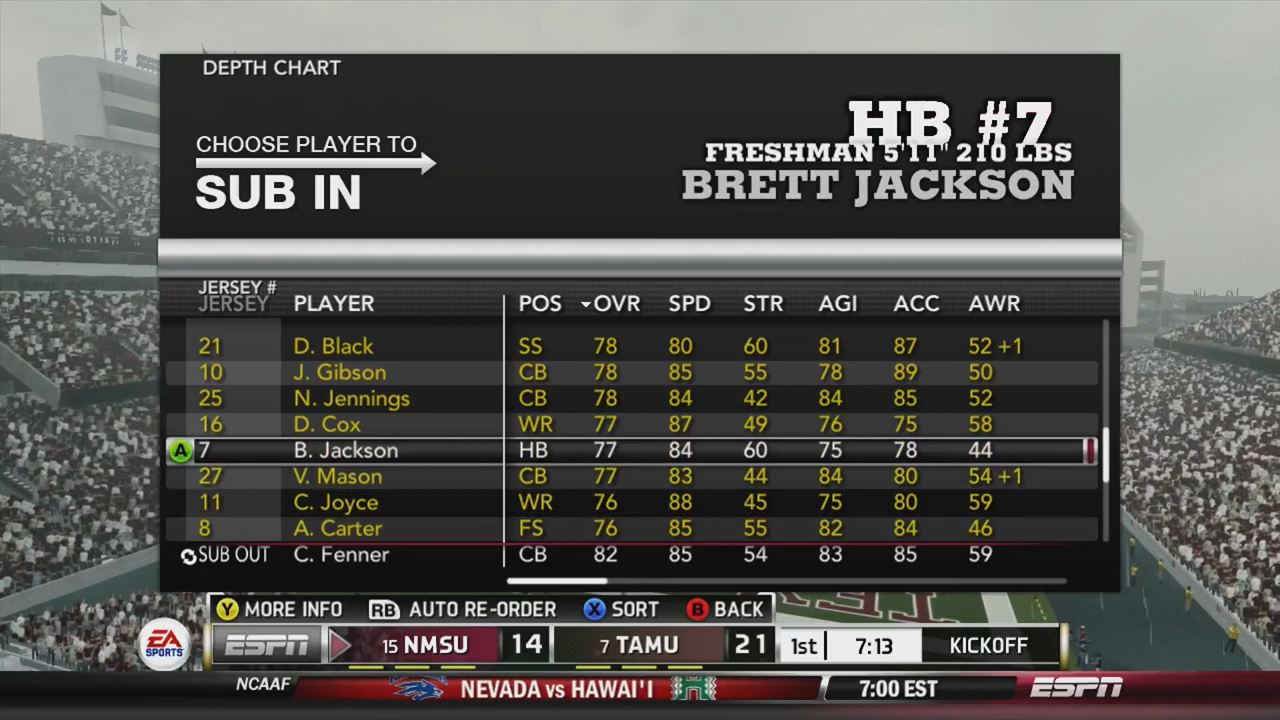 DEPTH CHART
CHOOSE PLAYER TO
SUB IN
HB #7
FRESHMAN 5'11" 210 LBS
BRETT JACKSON
JERSEY #
JERSEY PLAYER POS OVR SPD STR AGI ACC AWR
21 D. Black SS 78 80 60 81 87 52 +1
10 J. Gibson CB 78 85 55 78 89 50
25 N. Jennings CB 78 84 42 84 85 52
16 D. Cox WR 77 87 49 76 75 58
A 7 B. Jackson HB 77 84 60 75 78 44
27 V. Mason CB 77 83 44 84 80 54 +1
11 C. Joyce WR 76 88 45 75 80 59
8 A. Carter FS 76 85 55 82 84 46
SUB OUT C. Fenner CB 82 85 54 83 85 59
Y MORE INFO RB AUTO RE-ORDER X SORT B BACK
EA SPORTS ESPN 15 NMSU 14 7 TAMU 21 1st 7:13 KICKOFF
NCAAF NEVADA vs HAWAI'I H 7:00 EST ESPN